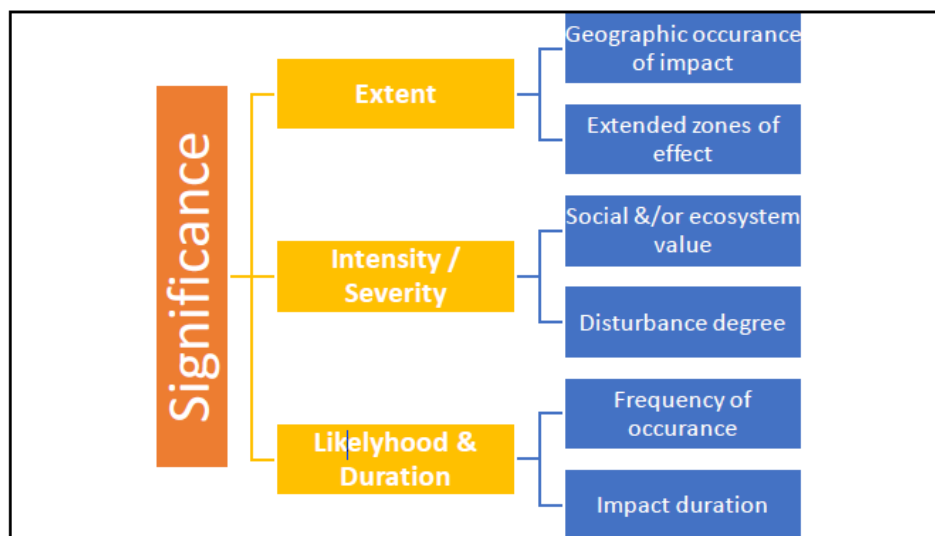 Significance
Extent
Geographic occurance
of impact
Extended zones of
effect
Intensity /
Severity
Social &/or ecosystem
value
Disturbance degree
Likelyhood &
Duration
Frequency of
occurance
Impact duration